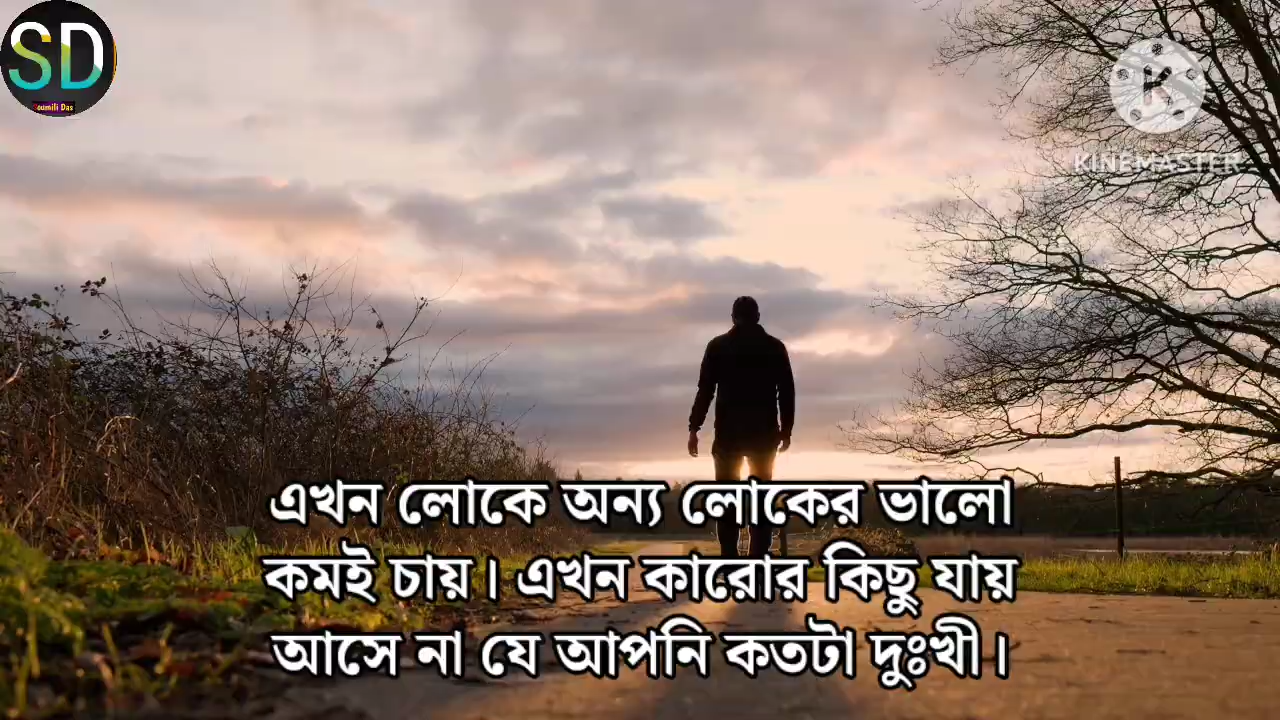 SD
Soumili Das
K
KINEMASTER
এখন লোকে অন্য লোকের ভালো
কমই চায়। এখন কারোর কিছু যায়
আসে না যে আপনি কতটা দুঃখী।